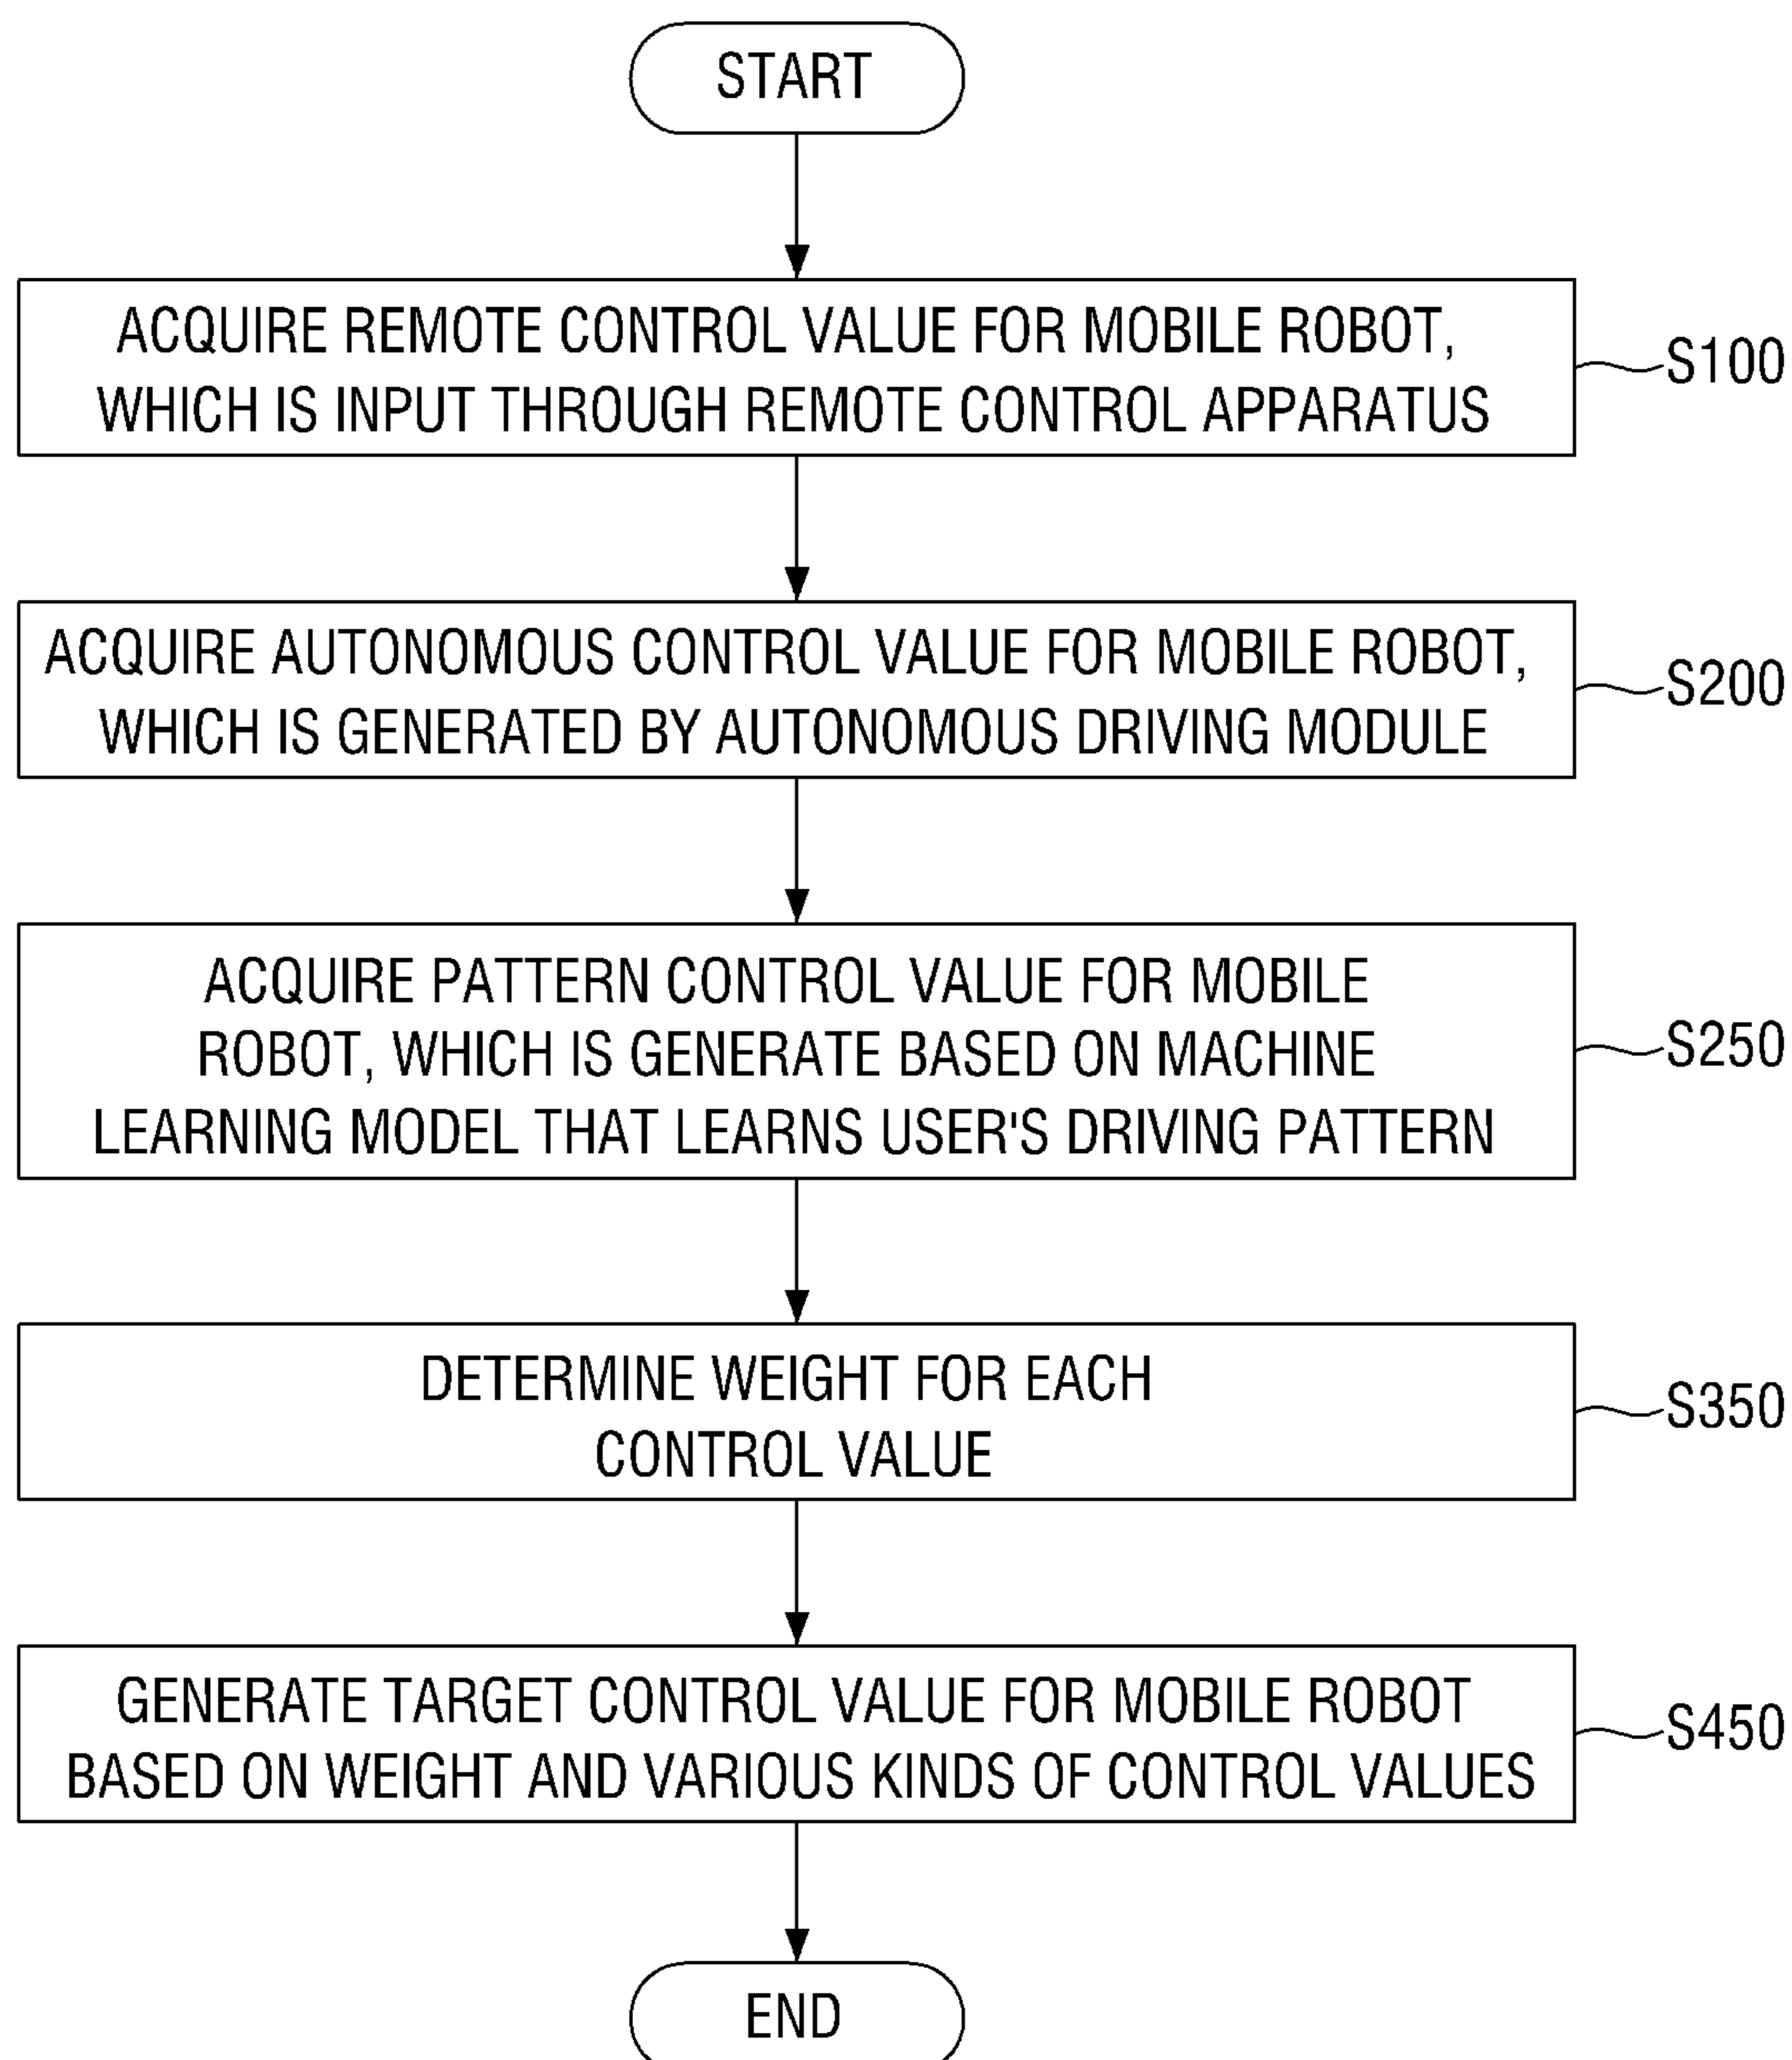 START
ACQUIRE REMOTE CONTROL VALUE FOR MOBILE ROBOT,
WHICH IS INPUT THROUGH REMOTE CONTROL APPARATUS
S100
ACQUIRE AUTONOMOUS CONTROL VALUE FOR MOBILE ROBOT,
WHICH IS GENERATED BY AUTONOMOUS DRIVING MODULE
S200
ACQUIRE PATTERN CONTROL VALUE FOR MOBILE
ROBOT, WHICH IS GENERATE BASED ON MACHINE
LEARNING MODEL THAT LEARNS USER'S DRIVING PATTERN
S250
DETERMINE WEIGHT FOR EACH
CONTROL VALUE
S350
GENERATE TARGET CONTROL VALUE FOR MOBILE ROBOT
BASED ON WEIGHT AND VARIOUS KINDS OF CONTROL VALUES
S450
END